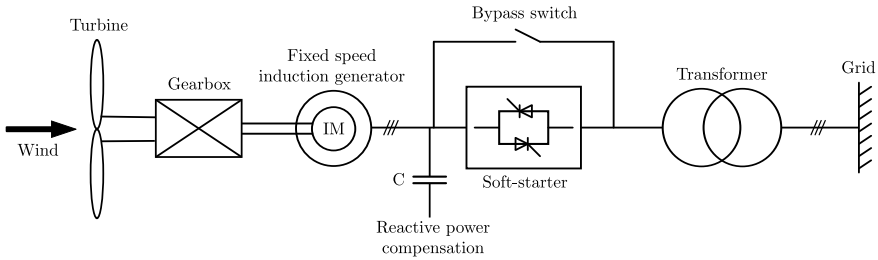 Bypass switch
Turbine
Fixed speed
induction generator
Gearbox
Transformer
Grid
IM
Wind
C
Soft-starter
Reactive power
compensation